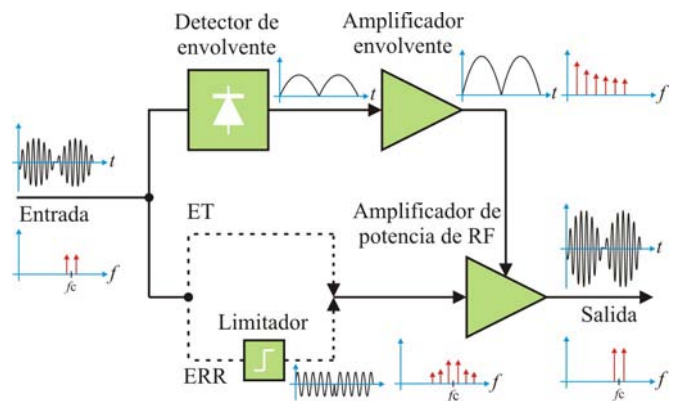 Detector de
envolvente
Amplificador
envolvente
t
t
f
t
Entrada
f
fc
ET
Amplificador de
potencia de RF
t
Salida
Limitador
ERR
t
f
fc
f
fc